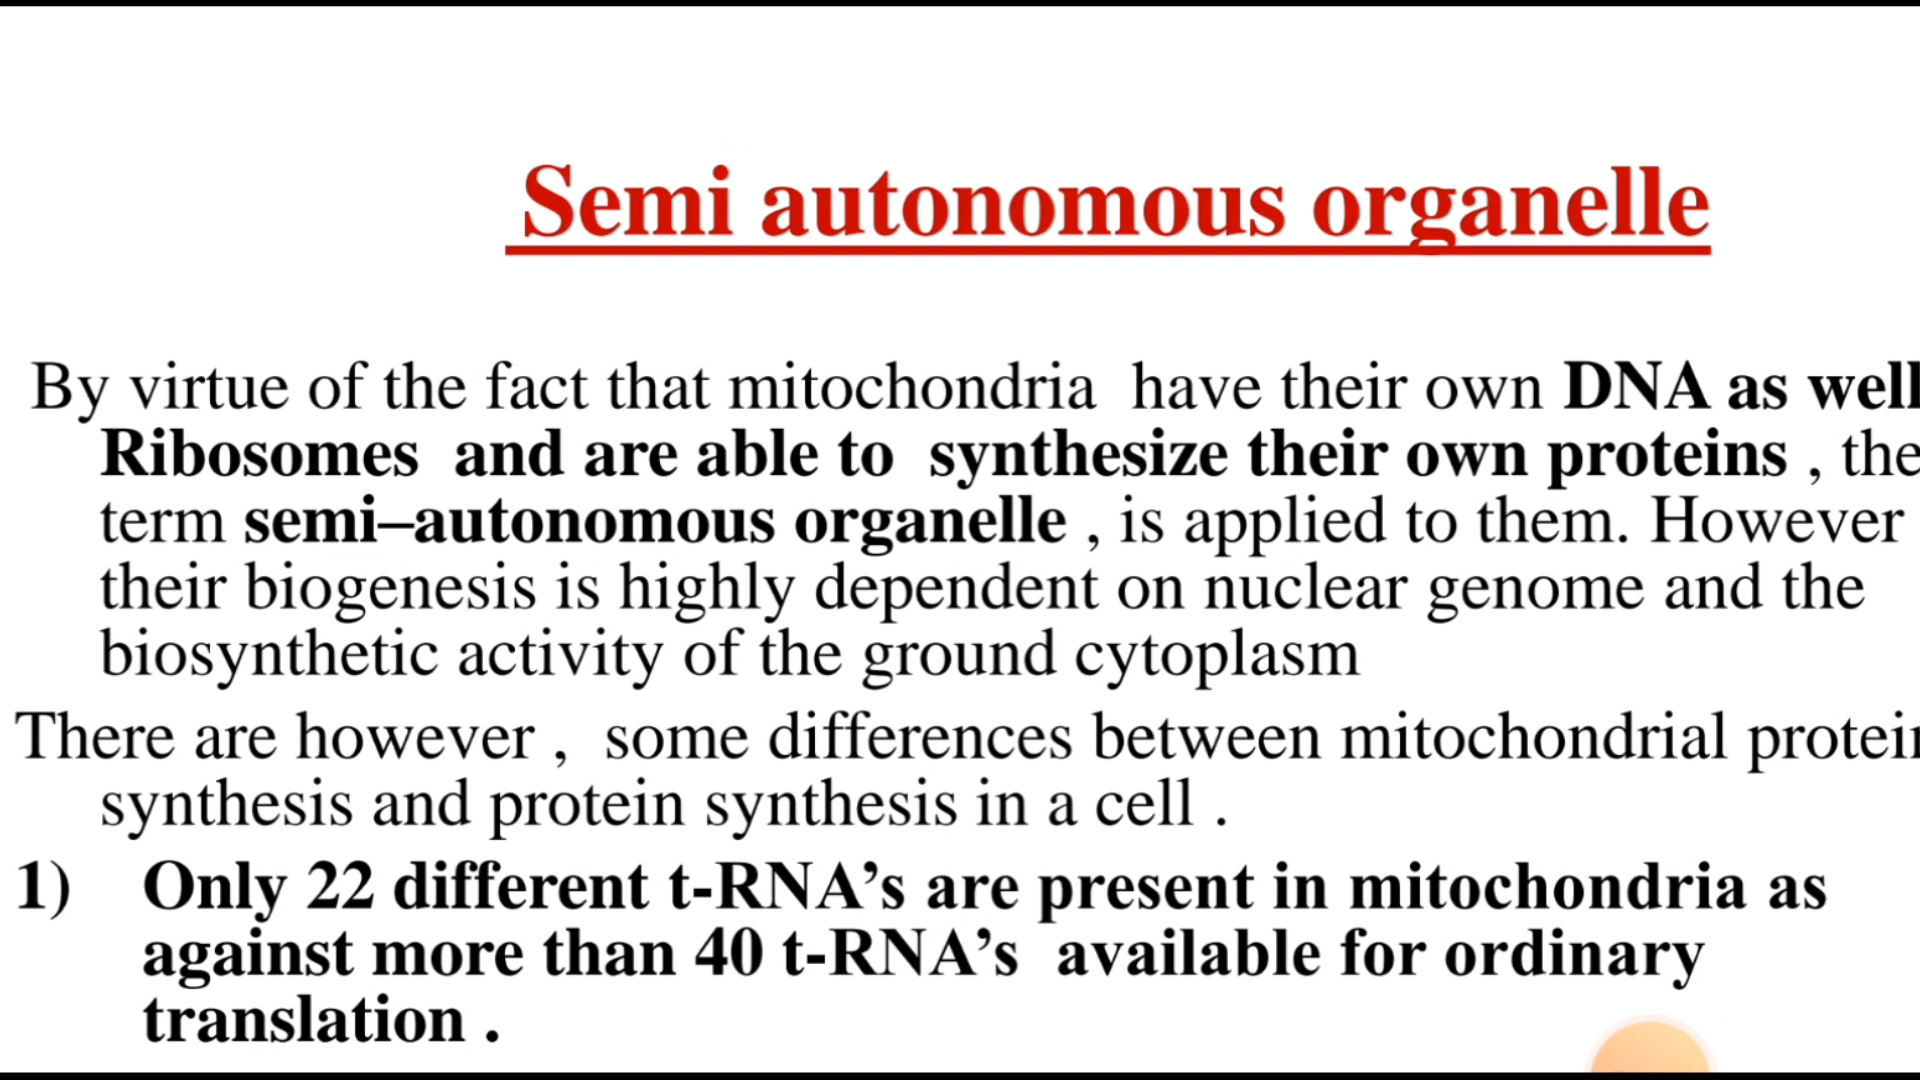 Semi autonomous organelle
By virtue of the fact that mitochondria have their own DNA as well
Ribosomes and are able to synthesize their own proteins , the
term semi–autonomous organelle , is applied to them. However
their biogenesis is highly dependent on nuclear genome and the
biosynthetic activity of the ground cytoplasm
There are however , some differences between mitochondrial protein
synthesis and protein synthesis in a cell .
1) Only 22 different t-RNA’s are present in mitochondria as
against more than 40 t-RNA’s available for ordinary
translation .